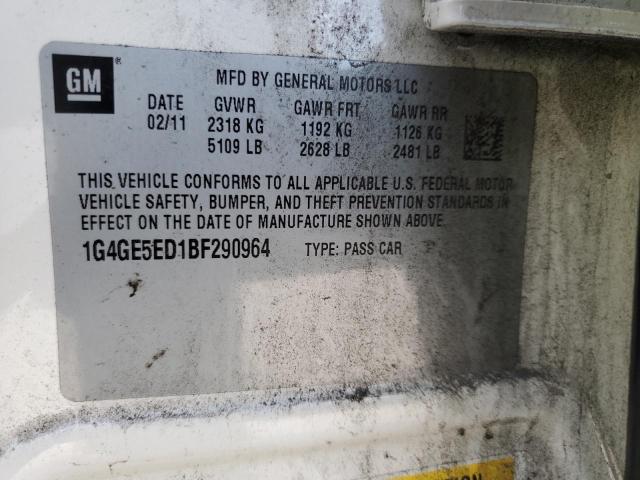 GM ®
MFD BY GENERAL MOTORS LLC
DATE GVWR GAWR FRT GAWR RR
02/11 2318 KG 1192 KG 1126 KG
5109 LB 2628 LB 2481 LB
THIS VEHICLE CONFORMS TO ALL APPLICABLE U.S. FEDERAL MOTOR
VEHICLE SAFETY, BUMPER, AND THEFT PREVENTION STANDARDS IN
EFFECT ON THE DATE OF MANUFACTURE SHOWN ABOVE.
1G4GE5ED1BF290964 TYPE: PASS CAR